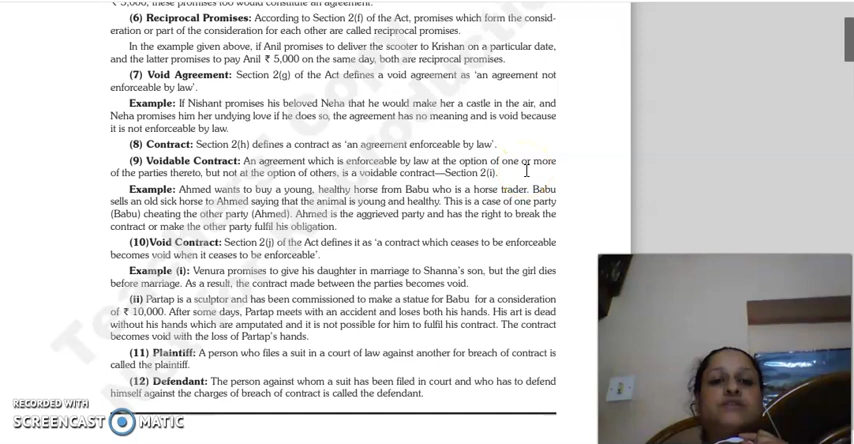 ₹ 5,000, these promises too would constitute an agreement.
(6) Reciprocal Promises: According to Section 2(f) of the Act, promises which form the consid-
eration or part of the consideration for each other are called reciprocal promises.
In the example given above, if Anil promises to deliver the scooter to Krishan on a particular date,
and the latter promises to pay Anil ₹ 5,000 on the same day, both are reciprocal promises.
(7) Void Agreement: Section 2(g) of the Act defines a void agreement as ‘an agreement not
enforceable by law’.
Example: If Nishant promises his beloved Neha that he would make her a castle in the air, and
Neha promises him her undying love if he does so, the agreement has no meaning and is void because
it is not enforceable by law.
(8) Contract: Section 2(h) defines a contract as ‘an agreement enforceable by law’.
(9) Voidable Contract: An agreement which is enforceable by law at the option of one or more
of the parties thereto, but not at the option of others, is a voidable contract—Section 2(i).
Example: Ahmed wants to buy a young, healthy horse from Babu who is a horse trader. Babu
sells an old sick horse to Ahmed saying that the animal is young and healthy. This is a case of one party
(Babu) cheating the other party (Ahmed). Ahmed is the aggrieved party and has the right to break the
contract or make the other party fulfil his obligation.
(10)Void Contract: Section 2(j) of the Act defines it as ‘a contract which ceases to be enforceable
becomes void when it ceases to be enforceable’.
Example (i): Venura promises to give his daughter in marriage to Shanna’s son, but the girl dies
before marriage. As a result, the contract made between the parties becomes void.
(ii) Partap is a sculptor and has been commissioned to make a statue for Babu for a consideration
of ₹ 10,000. After some days, Partap meets with an accident and loses both his hands. His art is dead
without his hands which are amputated and it is not possible for him to fulfil his contract. The contract
becomes void with the loss of Partap’s hands.
(11) Plaintiff: A person who files a suit in a court of law against another for breach of contract is
called the plaintiff.
(12) Defendant: The person against whom a suit has been filed in court and who has to defend
himself against the charges of breach of contract is called the defendant.
RECORDED WITH
SCREENCAST MATIC